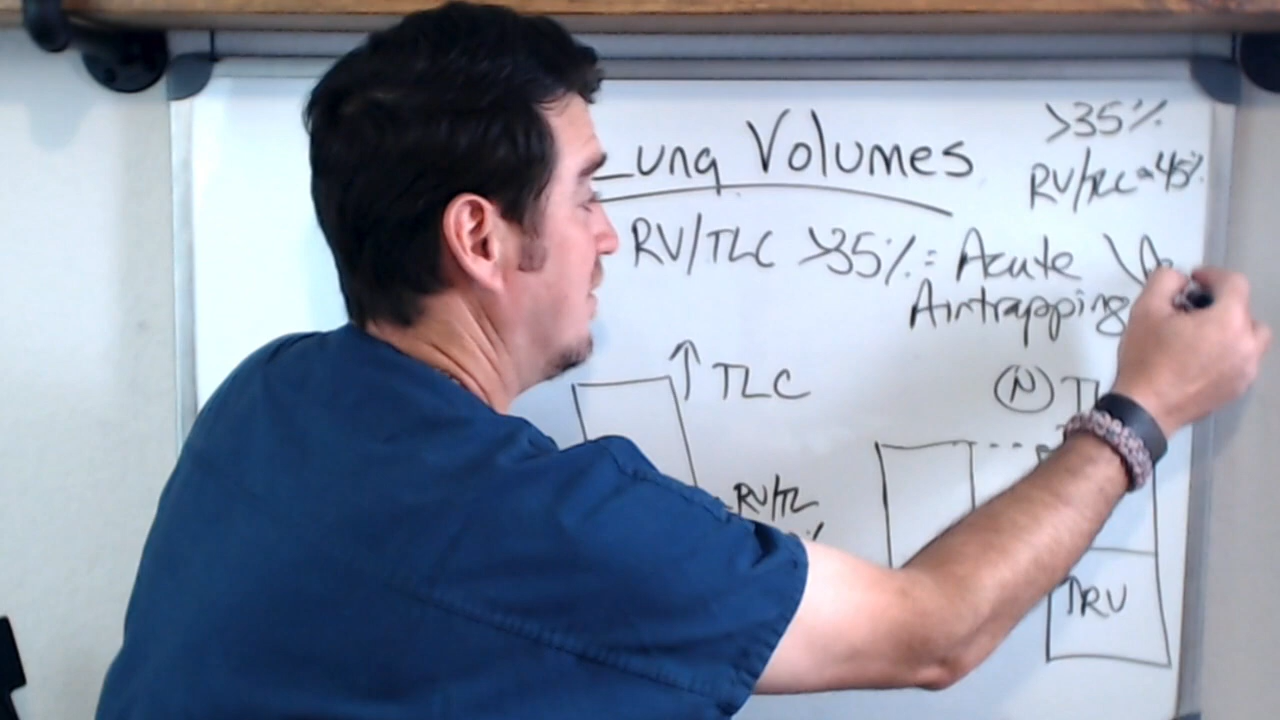 Lung Volumes
>35%
RV/TLC = 45%
RV/TLC >35% = Acute
Airtrapping
↑ TLC
RV/TL
%
(N) TL
↑RV